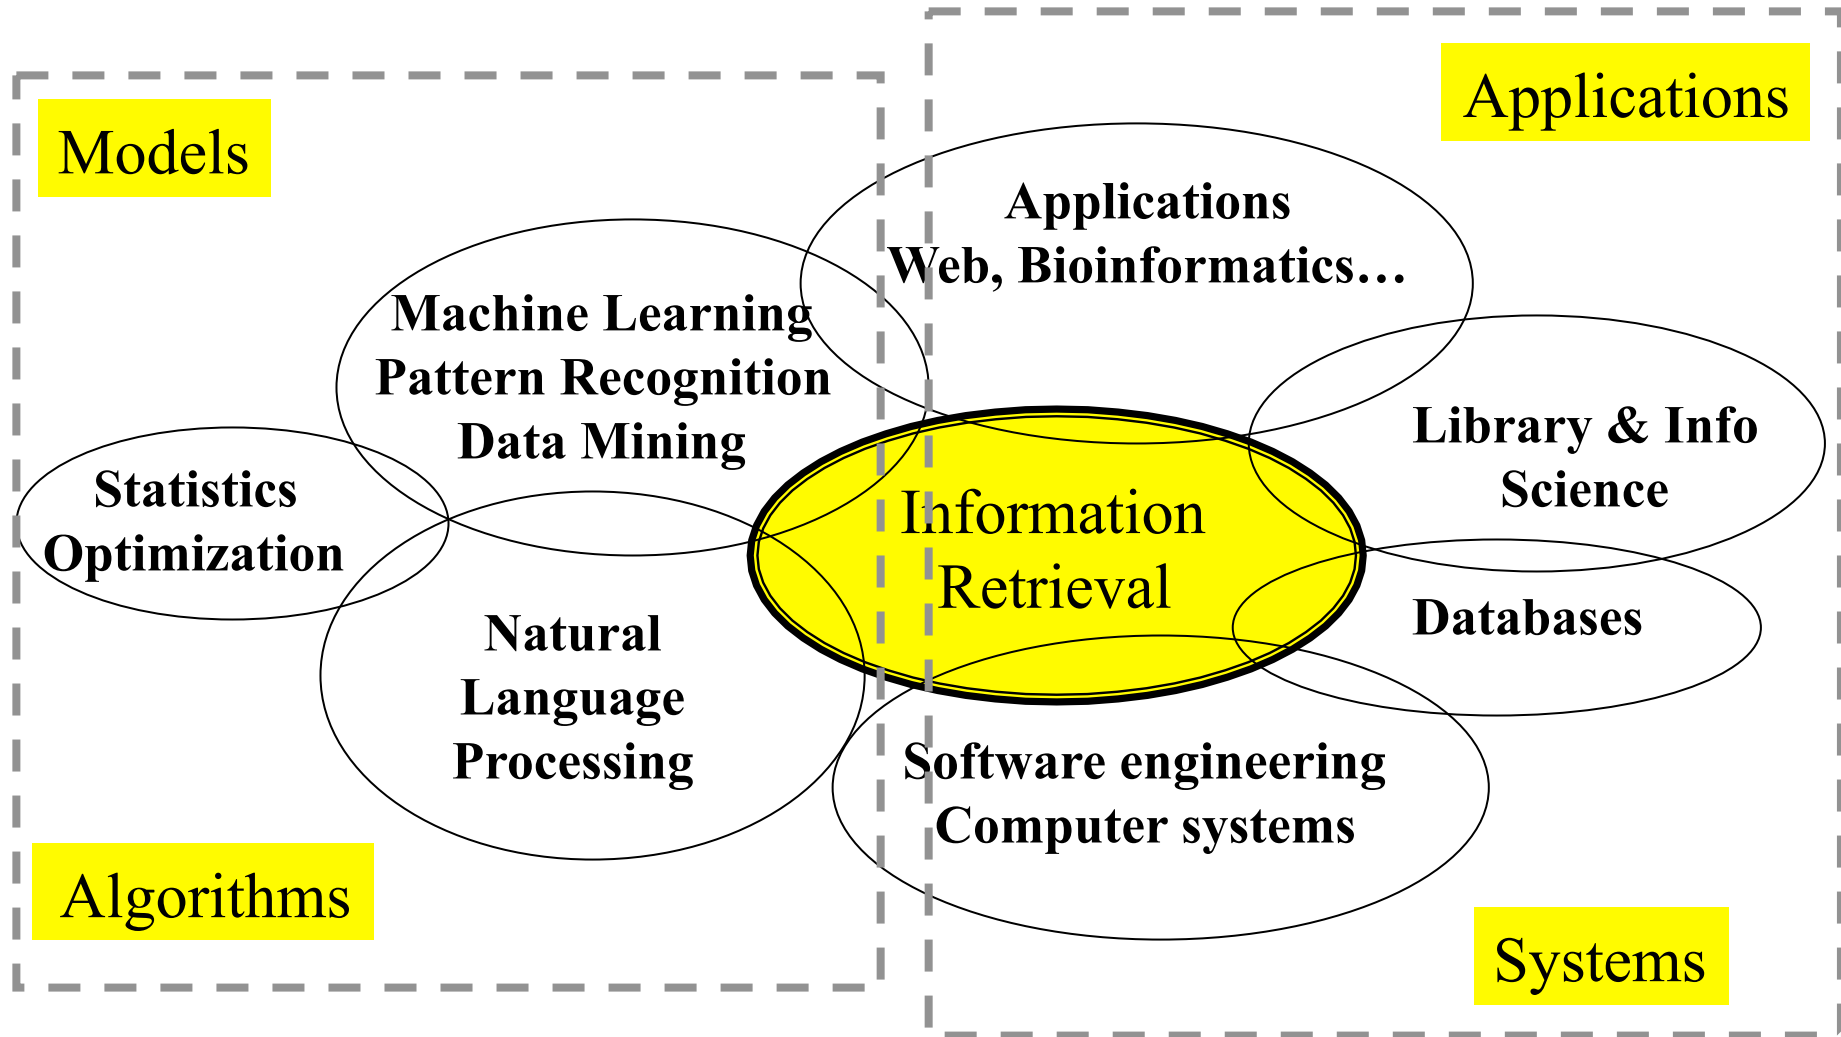 Applications
Models
Applications
Web, Bioinformatics…
Machine Learning
Pattern Recognition
Data Mining
Library & Info
Science
Statistics
Optimization
Information
Retrieval
Databases
Natural
Language
Processing
Software engineering
Computer systems
Algorithms
Systems